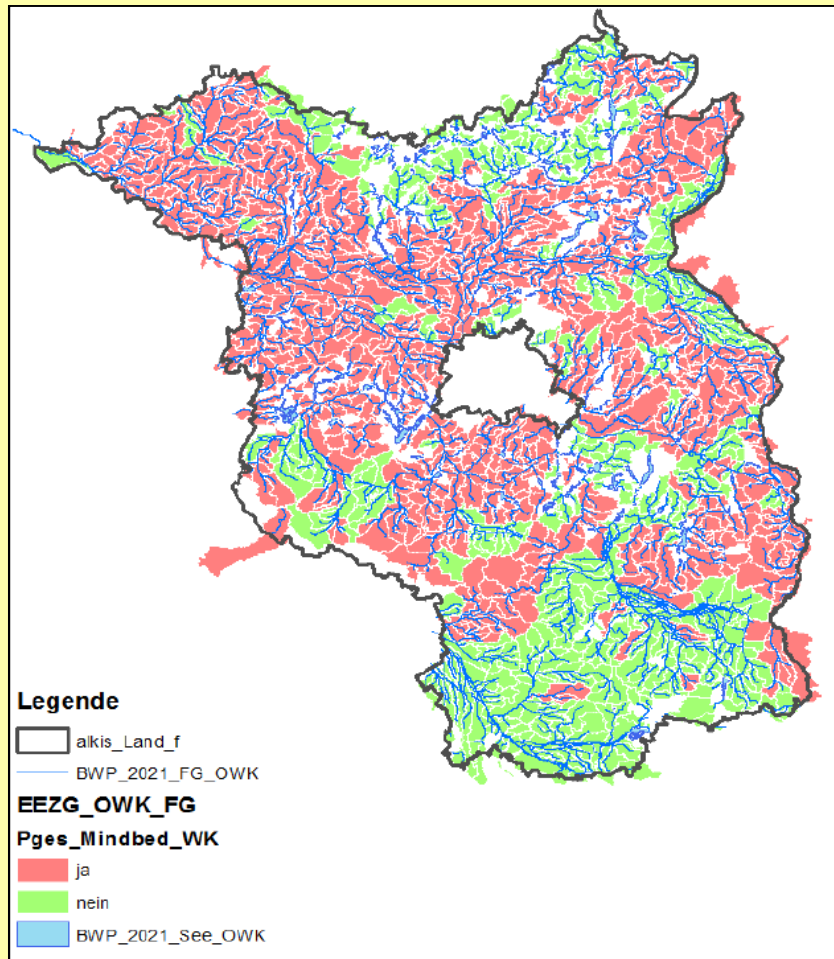 Legende
alkis_Land_f
BWP_2021_FG_OWK
EEZG_OWK_FG
Pges_Mindbed_WK
ja
nein
BWP_2021_See_OWK